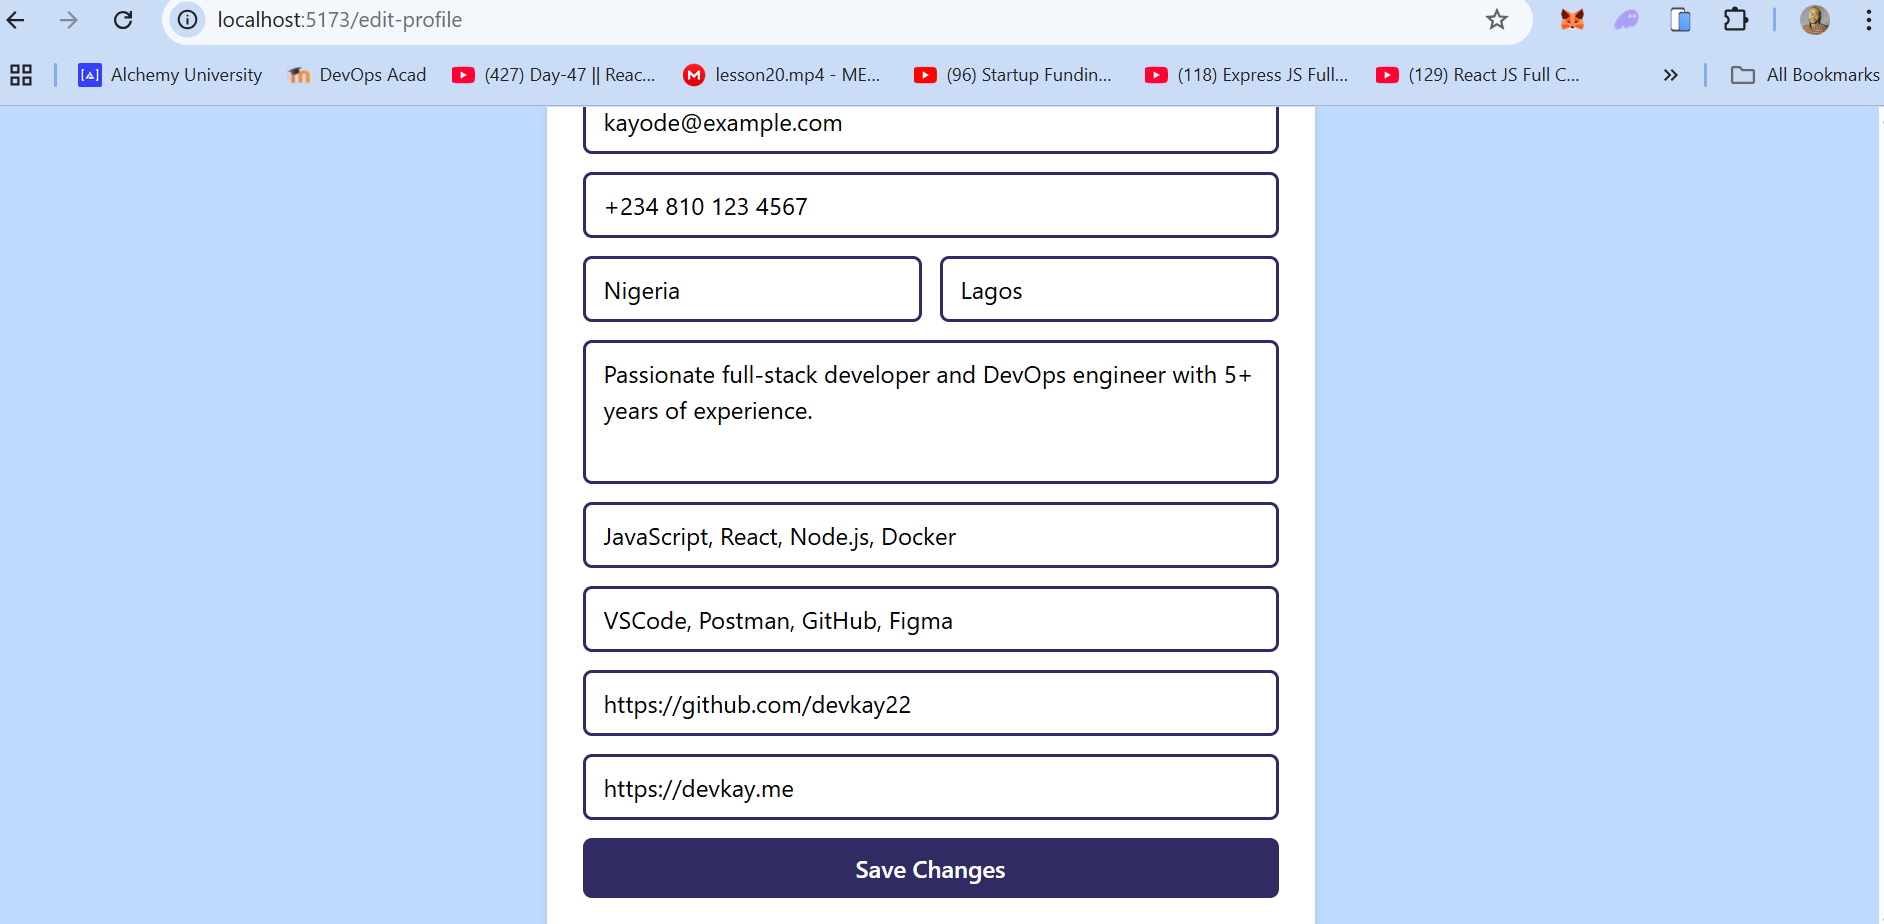 localhost:5173/edit-profile
Alchemy University
DevOps Acad
(427) Day-47 || Reac...
lesson20.mp4 - ME...
(96) Startup Fundin...
(118) Express JS Full...
(129) React JS Full C...
All Bookmarks
kayode@example.com
+234 810 123 4567
Nigeria
Lagos
Passionate full-stack developer and DevOps engineer with 5+
years of experience.
JavaScript, React, Node.js, Docker
VSCode, Postman, GitHub, Figma
https://github.com/devkay22
https://devkay.me
Save Changes